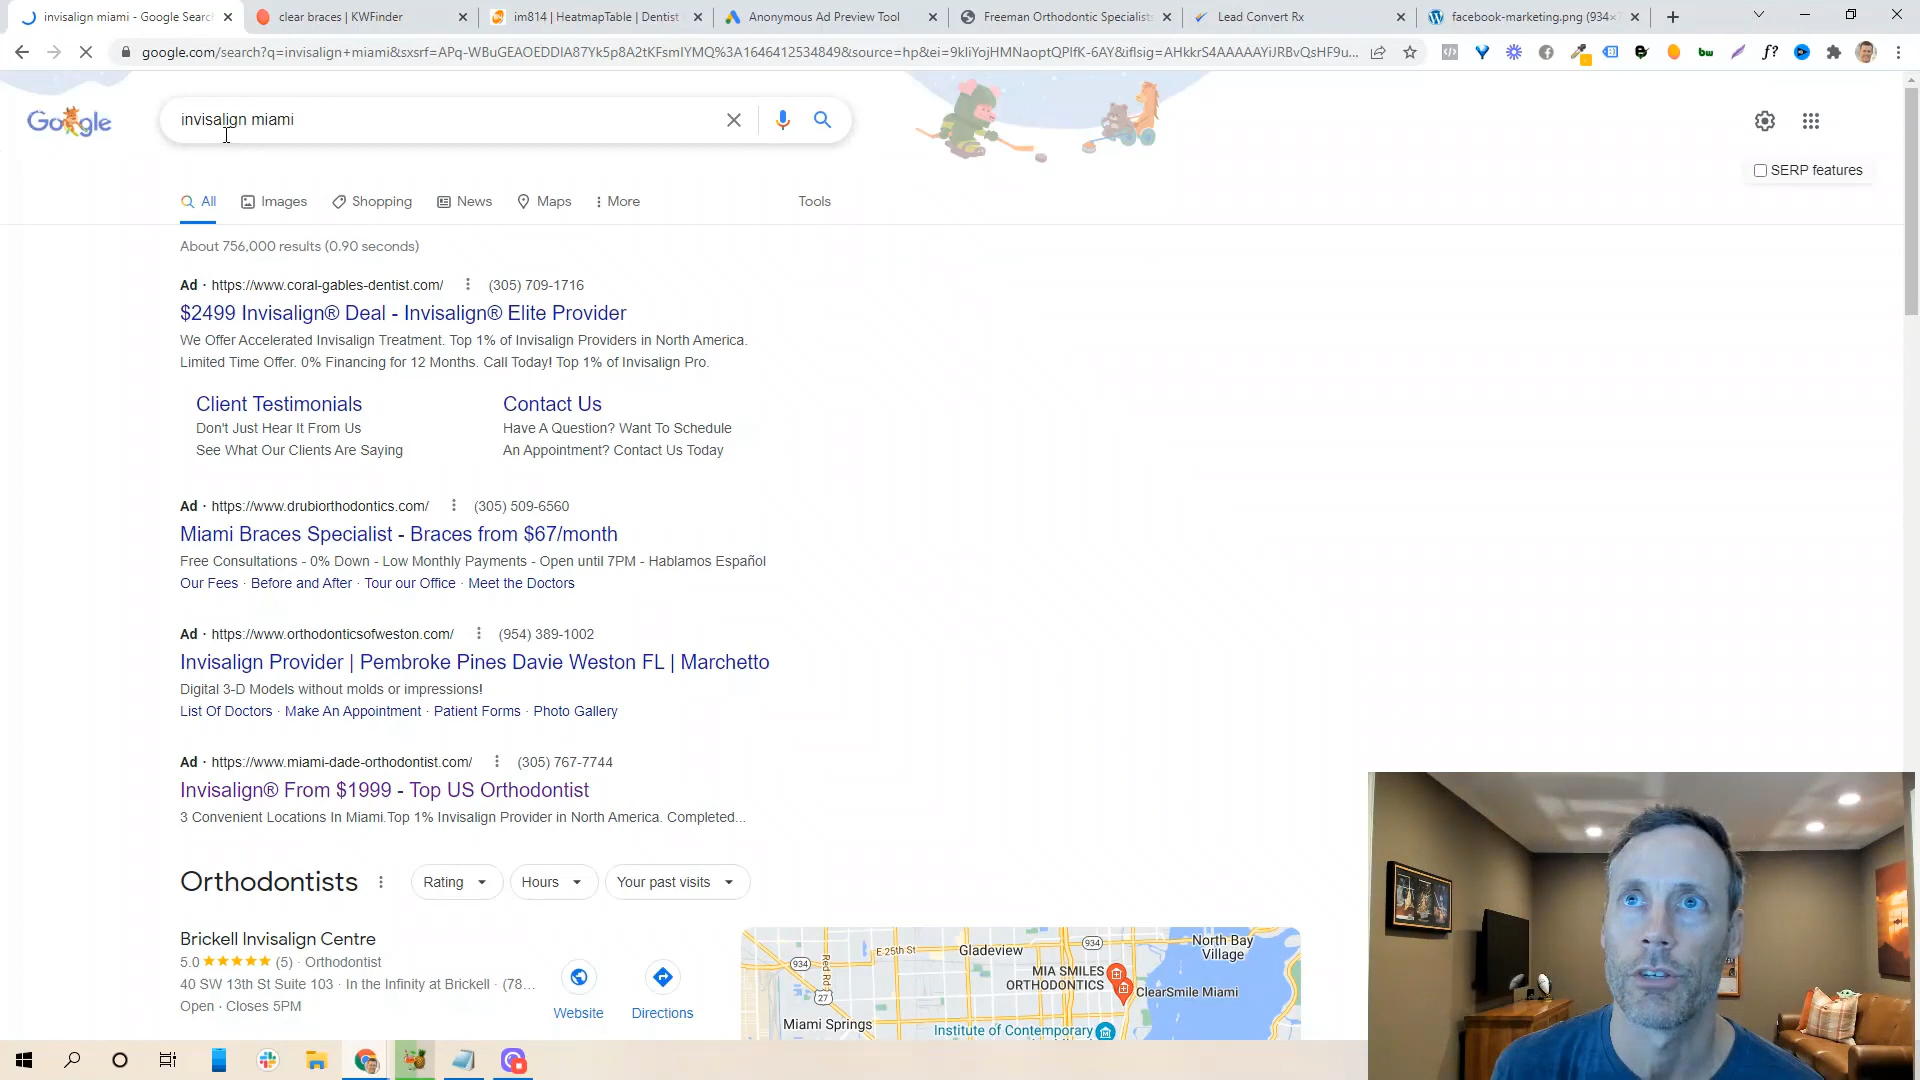 invisalign miami - Google Search
clear braces | KWFinder
im814 | HeatmapTable | Dentist
Anonymous Ad Preview Tool
Freeman Orthodontic Specialists
Lead Convert Rx
facebook-marketing.png (934×
google.com/search?q=invisalign+miami&sxsrf=APq-WBuGEAOEDDIA87Yk5p8A2tKFsmIYMQ%3A1646412534849&source=hp&ei=9kIiYojHMNaoptQPIfK-6AY&iflsig=AHkkrS4AAAAAYiJRBvQsHF9u...
Google
invisalign miami
SERP features
All
Images
Shopping
News
Maps
More
Tools
About 756,000 results (0.90 seconds)
Ad · https://www.coral-gables-dentist.com/ (305) 709-1716
$2499 Invisalign® Deal - Invisalign® Elite Provider
We Offer Accelerated Invisalign Treatment. Top 1% of Invisalign Providers in North America.
Limited Time Offer. 0% Financing for 12 Months. Call Today! Top 1% of Invisalign Pro.
Client Testimonials
Don't Just Hear It From Us
See What Our Clients Are Saying
Contact Us
Have A Question? Want To Schedule
An Appointment? Contact Us Today
Ad · https://www.drubiorthodontics.com/ (305) 509-6560
Miami Braces Specialist - Braces from $67/month
Free Consultations - 0% Down - Low Monthly Payments - Open until 7PM - Hablamos Español
Our Fees · Before and After · Tour our Office · Meet the Doctors
Ad · https://www.orthodonticsofweston.com/ (954) 389-1002
Invisalign Provider | Pembroke Pines Davie Weston FL | Marchetto
Digital 3-D Models without molds or impressions!
List Of Doctors · Make An Appointment · Patient Forms · Photo Gallery
Ad · https://www.miami-dade-orthodontist.com/ (305) 767-7744
Invisalign® From $1999 - Top US Orthodontist
3 Convenient Locations In Miami.Top 1% Invisalign Provider in North America. Completed...
Orthodontists
Rating
Hours
Your past visits
Brickell Invisalign Centre
5.0 (5) · Orthodontist
40 SW 13th St Suite 103 · In the Infinity at Brickell · (78...
Open · Closes 5PM
Website
Directions
E 25th St
Gladeview
934
North Bay
Village
934
Red Rd
27
MIA SMILES
ORTHODONTICS
ClearSmile Miami
Miami Springs
Institute of Contemporary